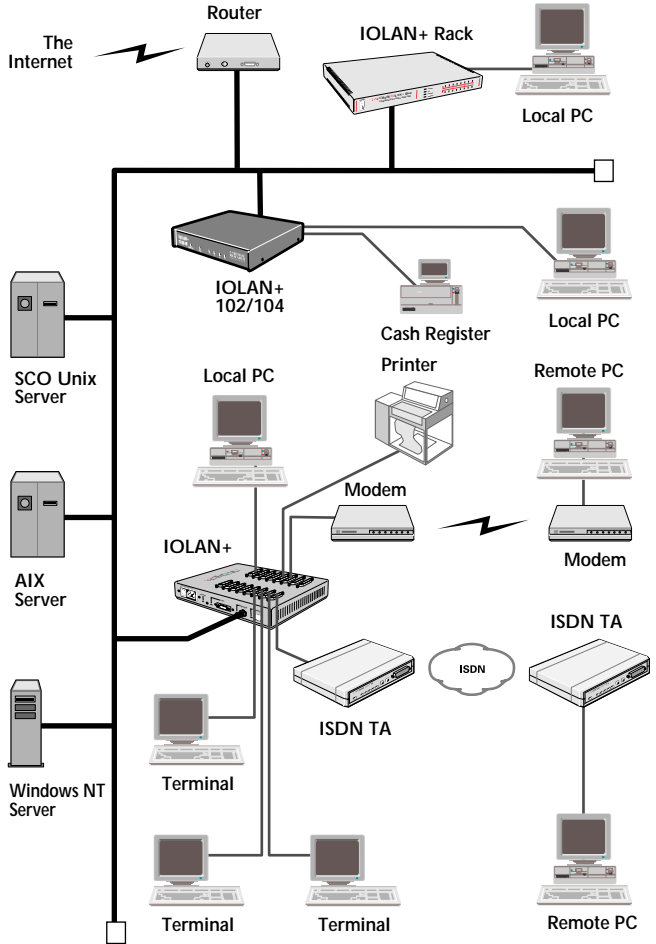 Router
The
Internet
IOLAN+ Rack
Local PC
IOLAN+
102/104
Cash Register
Local PC
SCO Unix
Server
Local PC
Printer
Remote PC
Modem
Modem
IOLAN+
AIX
Server
ISDN TA
ISDN
ISDN TA
Terminal
Windows NT
Server
Terminal
Terminal
Remote PC